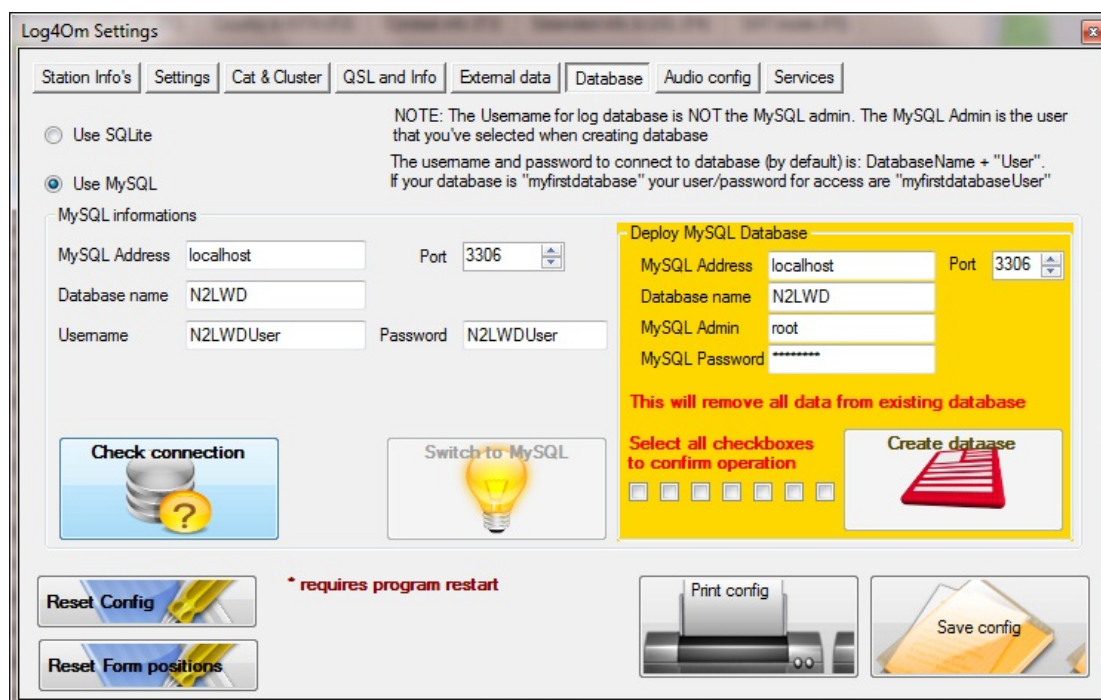 Log4Om Settings
Station Info's
Settings
Cat & Cluster
QSL and Info
External data
Database
Audio config
Services
Use SQLite
NOTE: The Username for log database is NOT the MySQL admin. The MySQL Admin is the user
that you've selected when creating database
Use MySQL
The username and password to connect to database (by default) is: DatabaseName + "User".
If your database is "myfirstdatabase" your user/password for access are "myfirstdatabaseUser"
MySQL informations
MySQL Address localhost Port 3306
Database name N2LWD
Username N2LWDUser Password N2LWDUser
Check connection
Switch to MySQL
Deploy MySQL Database
MySQL Address localhost Port 3306
Database name N2LWD
MySQL Admin root
MySQL Password ********
This will remove all data from existing database
Select all checkboxes
to confirm operation
Create dataase
Reset Config
* requires program restart
Print config
Save config
Reset Form positions